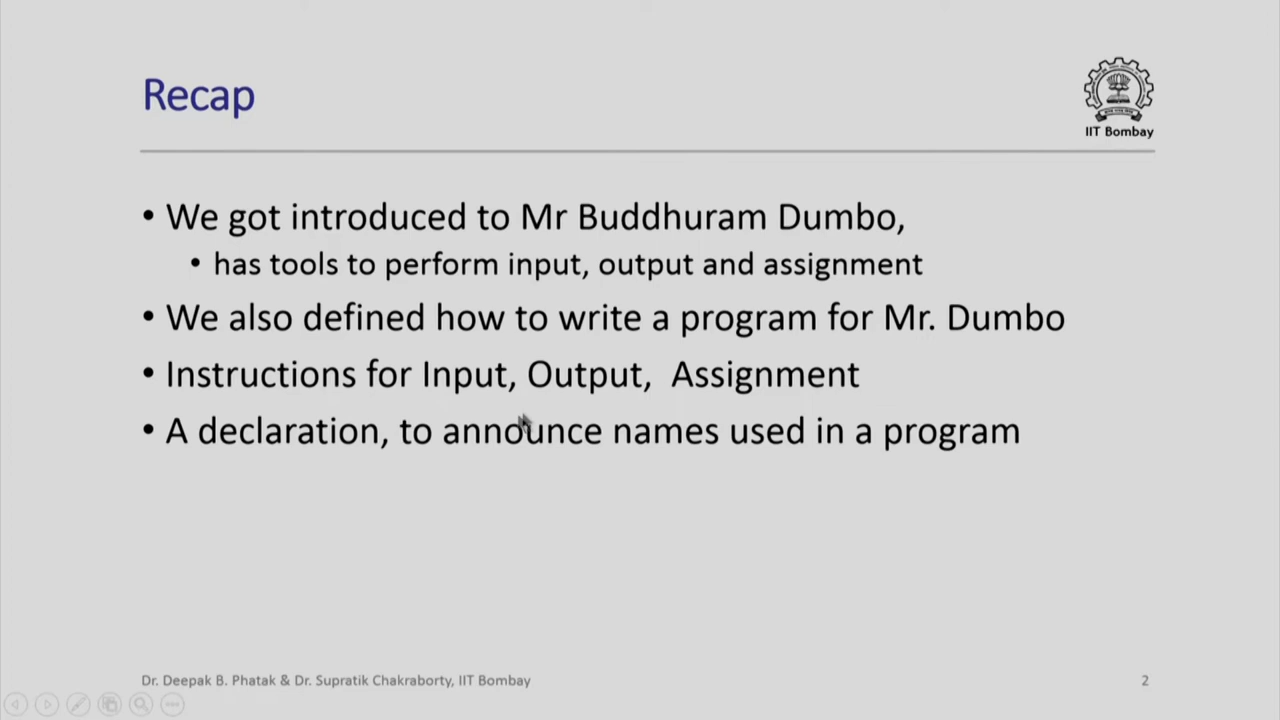 Recap
IIT Bombay
• We got introduced to Mr Buddhuram Dumbo,
• has tools to perform input, output and assignment
• We also defined how to write a program for Mr. Dumbo
• Instructions for Input, Output, Assignment
• A declaration, to announce names used in a program
Dr. Deepak B. Phatak & Dr. Supratik Chakraborty, IIT Bombay
2